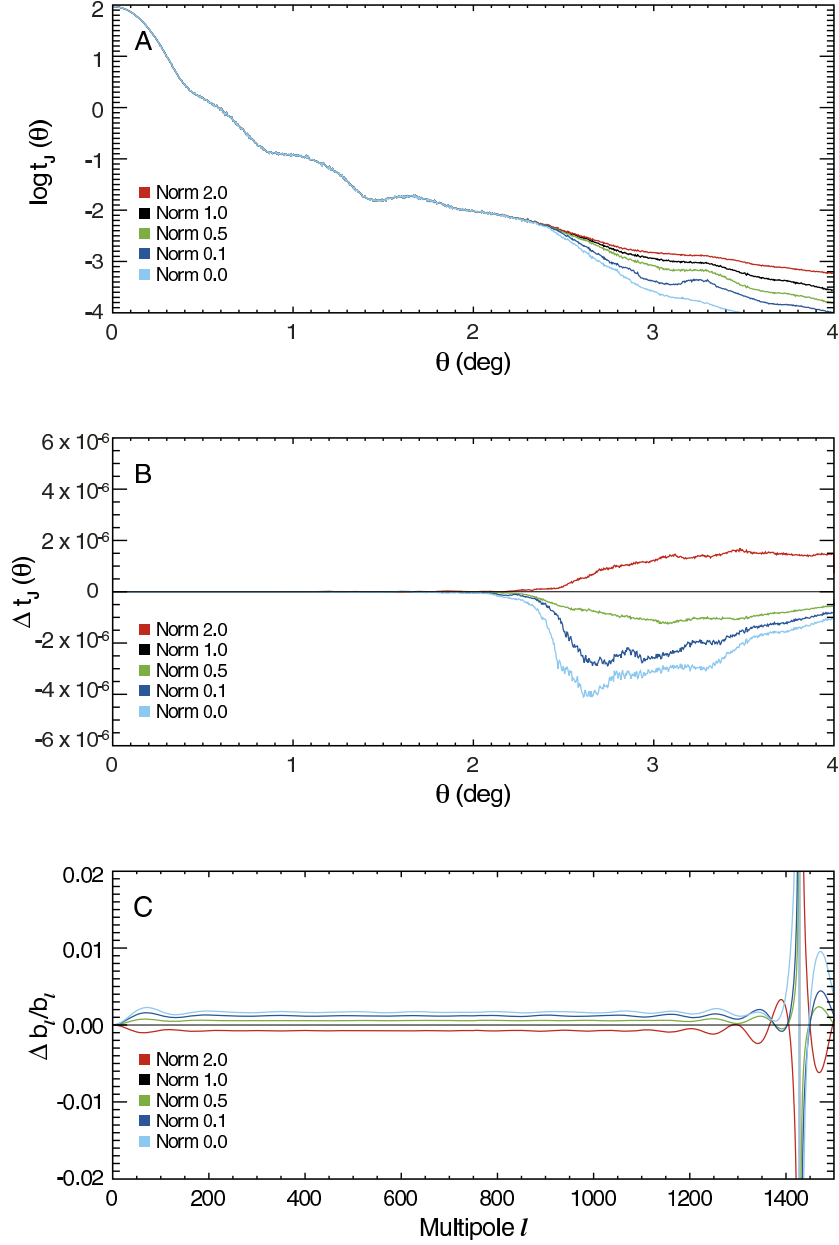 2
1
0
-1
-2
-3
-4
log t_J (θ)
A
Norm 2.0
Norm 1.0
Norm 0.5
Norm 0.1
Norm 0.0
0 1 2 3 4
θ (deg)
6 x 10⁻⁶
4 x 10⁻⁶
2 x 10⁻⁶
0
-2 x 10⁻⁶
-4 x 10⁻⁶
-6 x 10⁻⁶
Δ t_J (θ)
B
Norm 2.0
Norm 1.0
Norm 0.5
Norm 0.1
Norm 0.0
0 1 2 3 4
θ (deg)
0.02
0.01
0.00
-0.01
-0.02
Δ b_l/b_l
C
Norm 2.0
Norm 1.0
Norm 0.5
Norm 0.1
Norm 0.0
0 200 400 600 800 1000 1200 1400
Multipole l